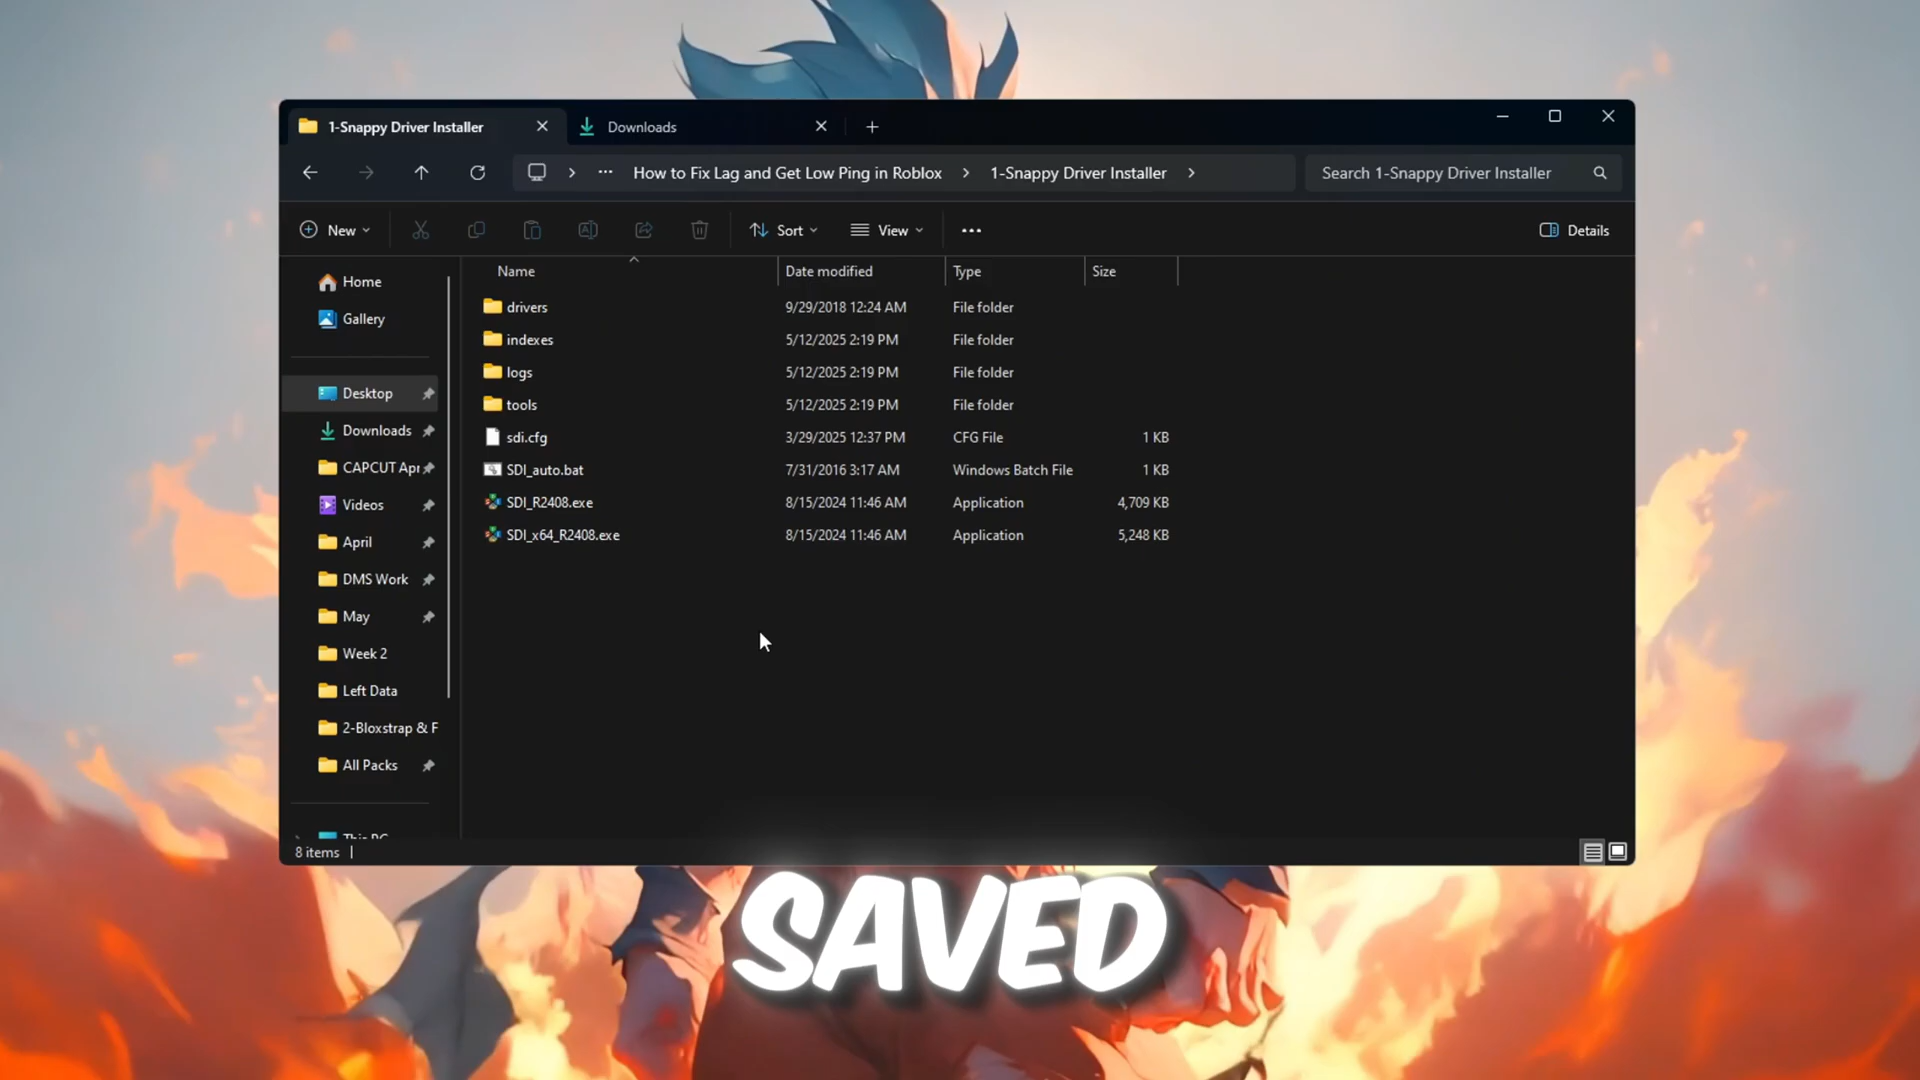 1-Snappy Driver Installer
Downloads
How to Fix Lag and Get Low Ping in Roblox
1-Snappy Driver Installer
Search 1-Snappy Driver Installer
New
Sort
View
Details
Name Date modified Type Size
Home
Gallery
Desktop
Downloads
CAPCUT Apr
Videos
April
DMS Work
May
Week 2
Left Data
2-Bloxstrap & F
All Packs
This PC
drivers 9/29/2018 12:24 AM File folder
indexes 5/12/2025 2:19 PM File folder
logs 5/12/2025 2:19 PM File folder
tools 5/12/2025 2:19 PM File folder
sdi.cfg 3/29/2025 12:37 PM CFG File 1 KB
SDI_auto.bat 7/31/2016 3:17 AM Windows Batch File 1 KB
SDI_R2408.exe 8/15/2024 11:46 AM Application 4,709 KB
SDI_x64_R2408.exe 8/15/2024 11:46 AM Application 5,248 KB
8 items
SAVED